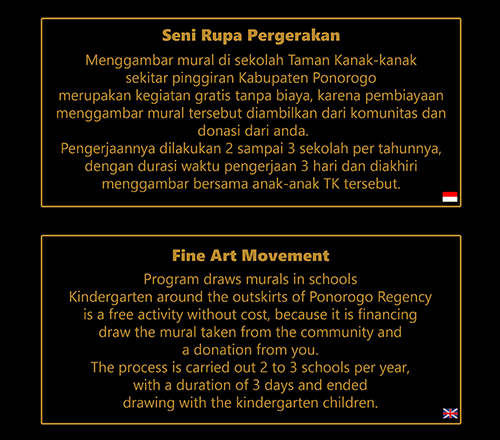 Seni Rupa Pergerakan
Menggambar mural di sekolah Taman Kanak-kanak
sekitar pinggiran Kabupaten Ponorogo
merupakan kegiatan gratis tanpa biaya, karena pembiayaan
menggambar mural tersebut diambilkan dari komunitas dan
donasi dari anda.
Pengerjaannya dilakukan 2 sampai 3 sekolah per tahunnya,
dengan durasi waktu pengerjaan 3 hari dan diakhiri
menggambar bersama anak-anak TK tersebut.
Fine Art Movement
Program draws murals in schools
Kindergarten around the outskirts of Ponorogo Regency
is a free activity without cost, because it is financing
draw the mural taken from the community and
a donation from you.
The process is carried out 2 to 3 schools per year,
with a duration of 3 days and ended
drawing with the kindergarten children.